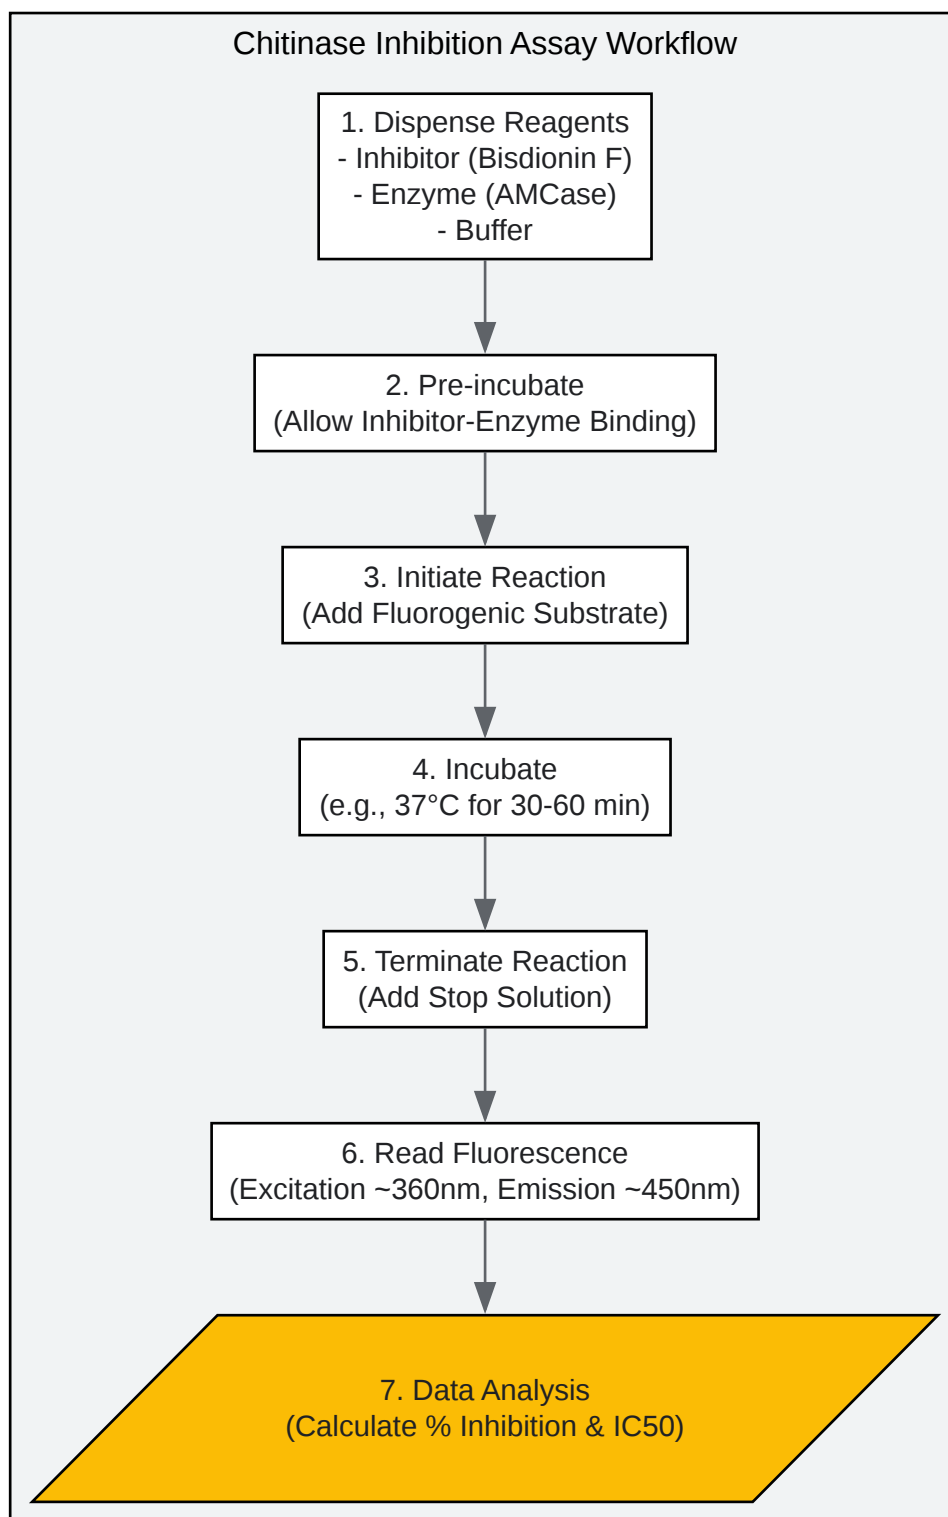 Chitinase Inhibition Assay Workflow
1. Dispense Reagents
- Inhibitor (Bisdionin F)
- Enzyme (AMCase)
- Buffer
2. Pre-incubate
(Allow Inhibitor-Enzyme Binding)
3. Initiate Reaction
(Add Fluorogenic Substrate)
4. Incubate
(e.g., 37°C for 30-60 min)
5. Terminate Reaction
(Add Stop Solution)
6. Read Fluorescence
(Excitation ~360nm, Emission ~450nm)
7. Data Analysis
(Calculate % Inhibition & IC50)